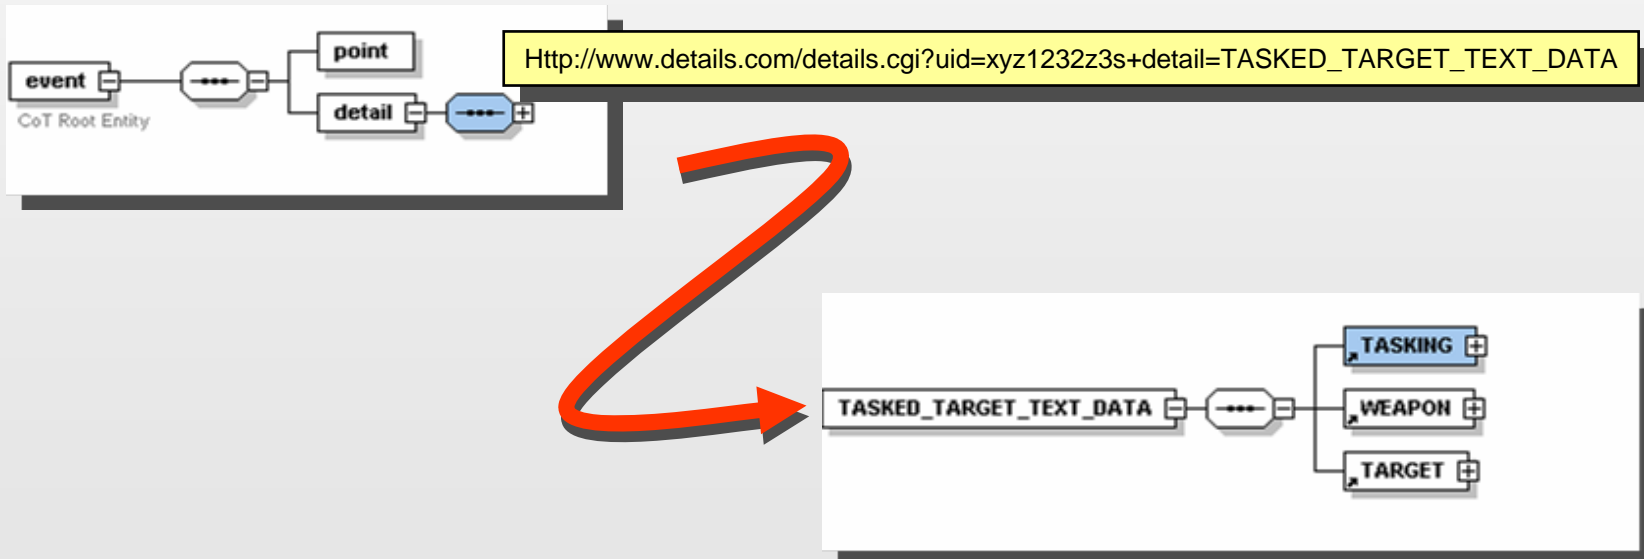 point
Http://www.details.com/details.cgi?uid=xyz1232z3s+detail=TASKED_TARGET_TEXT_DATA
event
detail
CoT Root Entity
TASKING
TASKED_TARGET_TEXT_DATA
WEAPON
TARGET